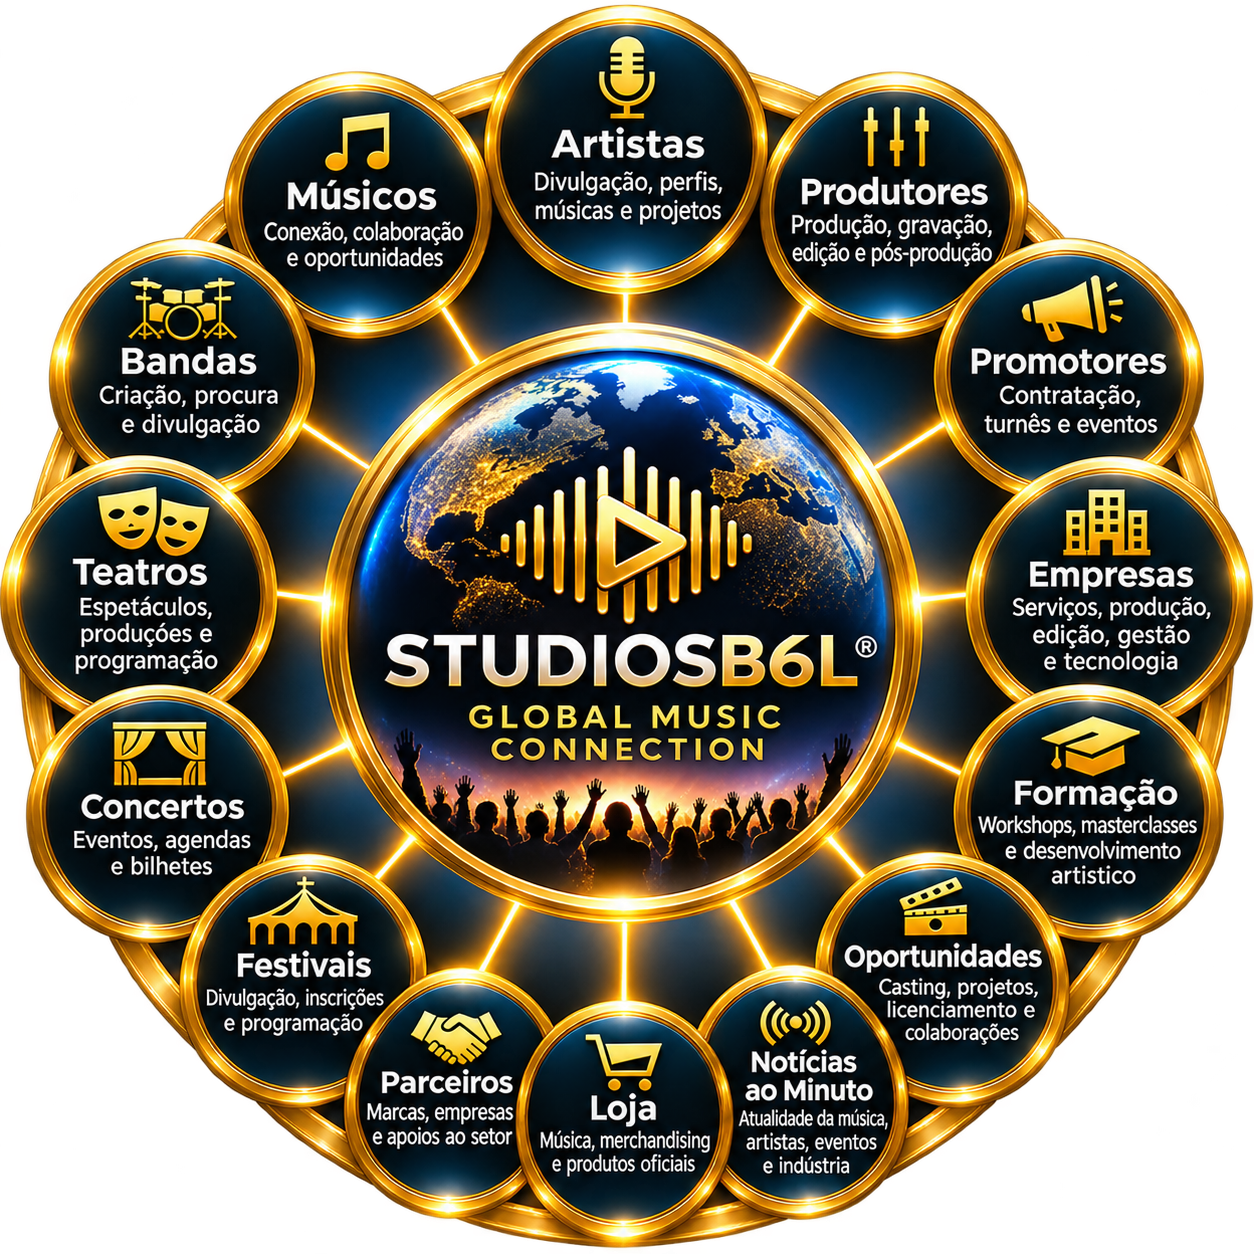 Artistas
Divulgação, perfis,
músicas e projetos
Produtores
Produção, gravação,
edição e pós-produção
Promotores
Contratação,
turnês e eventos
Empresas
Serviços, produção,
edição, gestão
e tecnologia
Formação
Workshops, masterclasses
e desenvolvimento
artistico
Oportunidades
Casting, projetos,
licenciamento e
colaborações
Notícias
ao Minuto
Atualidade da música,
artistas, eventos
e indústria
Loja
Música, merchandising
e produtos oficiais
Parceiros
Marcas, empresas
e apoios ao setor
Festivais
Divulgação, inscrições
e programação
Concertos
Eventos, agendas
e bilhetes
Teatros
Espetáculos,
produçóes e
programação
Bandas
Criação, procura
e divulgação
Músicos
Conexão, colaboração
e oportunidades
STUDIOSB6L®
GLOBAL MUSIC
CONNECTION